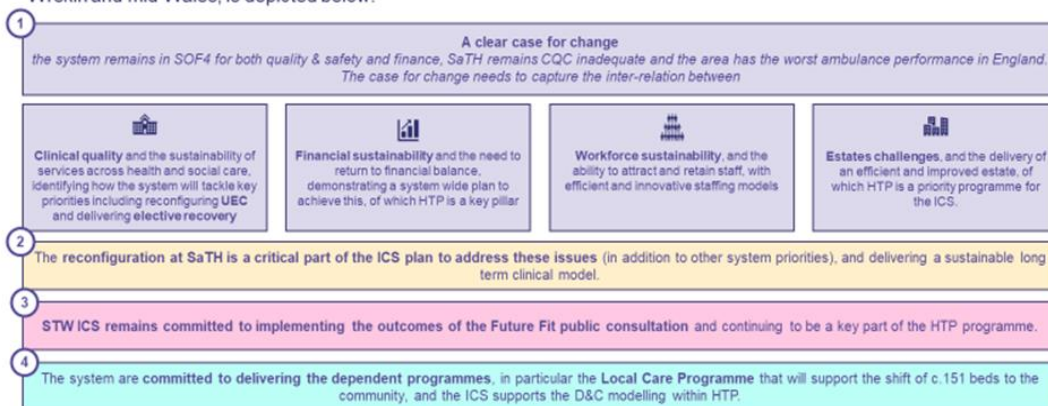 Wrekin and mid Wales, is depicted below:
1
A clear case for change
the system remains in SOF4 for both quality & safety and finance, SaTH remains CQC inadequate and the area has the worst ambulance performance in England.
The case for change needs to capture the inter-relation between
Clinical quality and the sustainability of
services across health and social care,
identifying how the system will tackle key
priorities including reconfiguring UEC
and delivering elective recovery
Financial sustainability and the need to
return to financial balance,
demonstrating a system wide plan to
achieve this, of which HTP is a key pillar
Workforce sustainability, and the
ability to attract and retain staff, with
efficient and innovative staffing models
Estates challenges, and the delivery of
an efficient and improved estate, of
which HTP is a priority programme for
the ICS.
2
The reconfiguration at SaTH is a critical part of the ICS plan to address these issues (in addition to other system priorities), and delivering a sustainable long
term clinical model.
3
STW ICS remains committed to implementing the outcomes of the Future Fit public consultation and continuing to be a key part of the HTP programme.
4
The system are committed to delivering the dependent programmes, in particular the Local Care Programme that will support the shift of c.151 beds to the
community, and the ICS supports the D&C modelling within HTP.